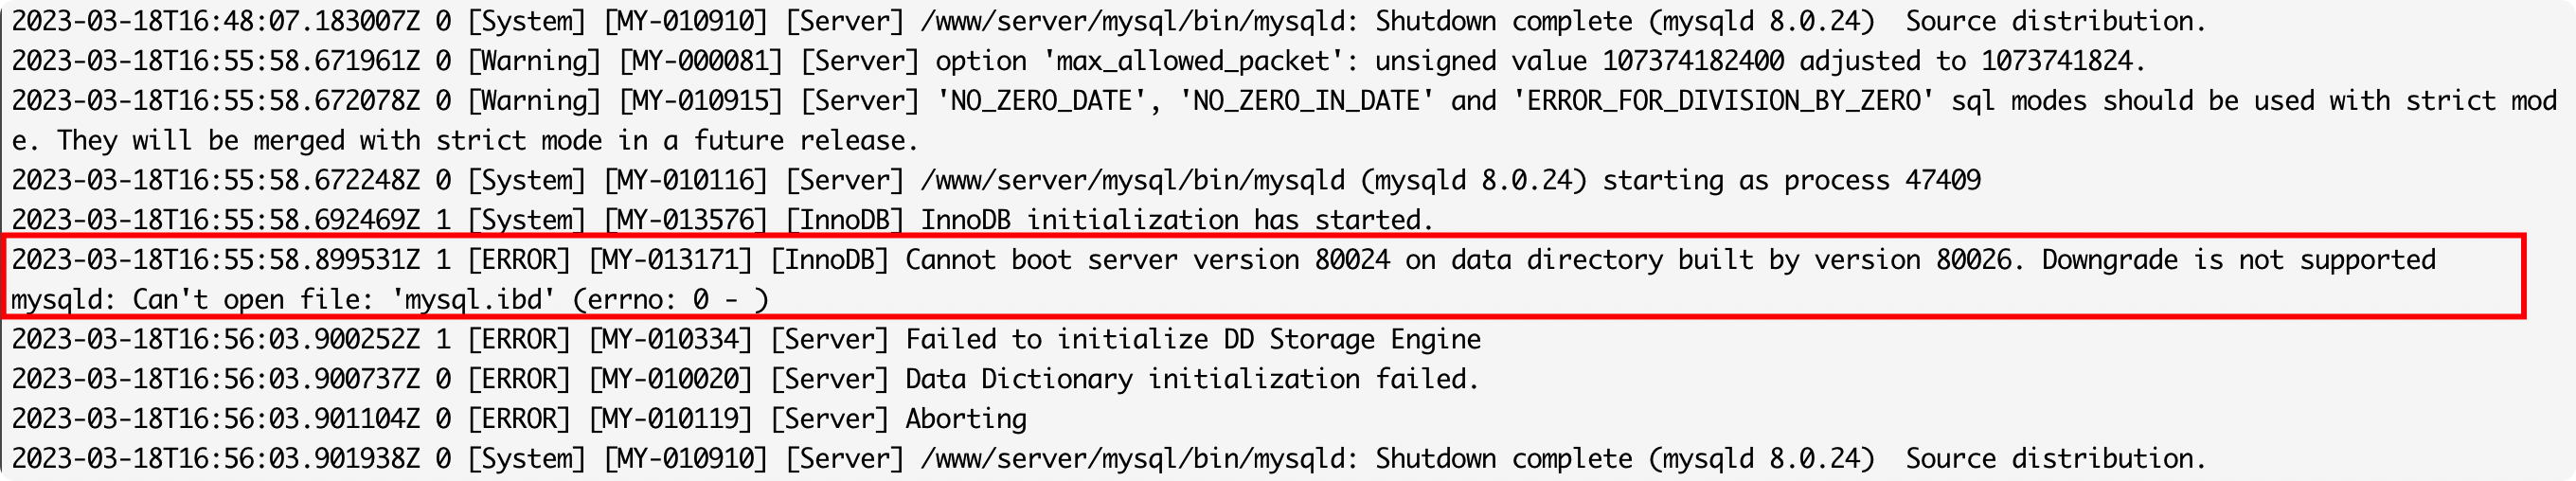 2023-03-18T16:48:07.183007Z 0 [System] [MY-010910] [Server] /www/server/mysql/bin/mysqld: Shutdown complete (mysqld 8.0.24)  Source distribution.
2023-03-18T16:55:58.671961Z 0 [Warning] [MY-000081] [Server] option 'max_allowed_packet': unsigned value 107374182400 adjusted to 1073741824.
2023-03-18T16:55:58.672078Z 0 [Warning] [MY-010915] [Server] 'NO_ZERO_DATE', 'NO_ZERO_IN_DATE' and 'ERROR_FOR_DIVISION_BY_ZERO' sql modes should be used with strict mod
e. They will be merged with strict mode in a future release.
2023-03-18T16:55:58.672248Z 0 [System] [MY-010116] [Server] /www/server/mysql/bin/mysqld (mysqld 8.0.24) starting as process 47409
2023-03-18T16:55:58.692469Z 1 [System] [MY-013576] [InnoDB] InnoDB initialization has started.
2023-03-18T16:55:58.899531Z 1 [ERROR] [MY-013171] [InnoDB] Cannot boot server version 80024 on data directory built by version 80026. Downgrade is not supported
mysqld: Can't open file: 'mysql.ibd' (errno: 0 - )
2023-03-18T16:56:03.900252Z 1 [ERROR] [MY-010334] [Server] Failed to initialize DD Storage Engine
2023-03-18T16:56:03.900737Z 0 [ERROR] [MY-010020] [Server] Data Dictionary initialization failed.
2023-03-18T16:56:03.901104Z 0 [ERROR] [MY-010119] [Server] Aborting
2023-03-18T16:56:03.901938Z 0 [System] [MY-010910] [Server] /www/server/mysql/bin/mysqld: Shutdown complete (mysqld 8.0.24)  Source distribution.